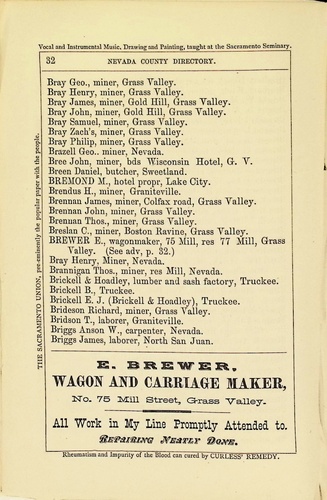 Vocal and Instrumental Music, Drawing and Painting, taught at the Sacramento Seminary.
32 NEVADA COUNTY DIRECTORY.
Bray Geo., miner, Grass Valley.
Bray Henry, miner, Grass Valley.
Bray James, miner, Gold Hill, Grass Valley.
Bray John, miner, Gold Hill, Grass Valley.
Bray Samuel, miner, Grass Valley.
Bray Zach's, miner, Grass Valley.
Bray Philip, miner, Grass Valley.
Brazell Geo.. miner, Nevada.
Bree John, miner, bds Wisconsin Hotel, G. V.
Breen Daniel, butcher, Sweetland.
BREMOND M., hotel propr, Lake City.
Brendus H., miner, Graniteville.
Brennan James, miner, Colfax road, Grass Valley.
Brennan John, miner, Grass Valley.
Brennan Thos., miner, Grass Valley.
Breslan C., miner, Boston Ravine, Grass Valley.
BREWER E., wagonmaker, 75 Mill, res 77 Mill, Grass
Valley. (See adv, p. 32.)
Bray Henry, Miner, Nevada.
Brannigan Thos., miner, res Mill, Nevada.
Brickell & Hoadley, lumber and sash factory, Truckee.
Brickell B., Truckee.
Brickell E. J. (Brickell & Hoadley), Truckee.
Brideson Richard, miner, Grass Valley.
Bridson T., laborer, Graniteville.
Briggs Anson W., carpenter, Nevada.
Briggs James, laborer, North San Juan.
E. BREWER,
WAGON AND CARRIAGE MAKER,
No. 75 Mill Street, Grass Valley.
All Work in My Line Promptly Attended to.
REPAIRING NEATLY DONE.
Rheumatism and Impurity of the Blood can cured by CURLESS' REMEDY.
THE SACRAMENTO UNION, pre-eminently the popular paper with the people.